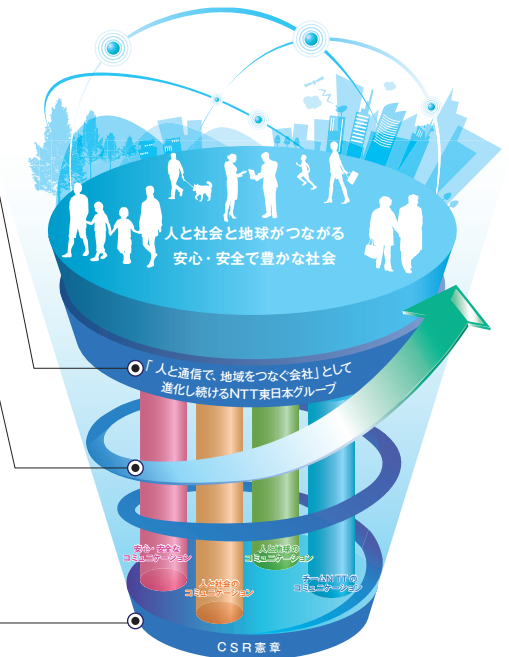 人と社会と地球がつながる
安心・安全で豊かな社会
「人と通信で、地域をつなぐ会社」として
進化し続けるNTT東日本グループ
安心・安全な
コミュニケーション
人と地球の
コミュニケーション
人と社会の
コミュニケーション
チームNTTの
コミュニケーション
CSR憲章